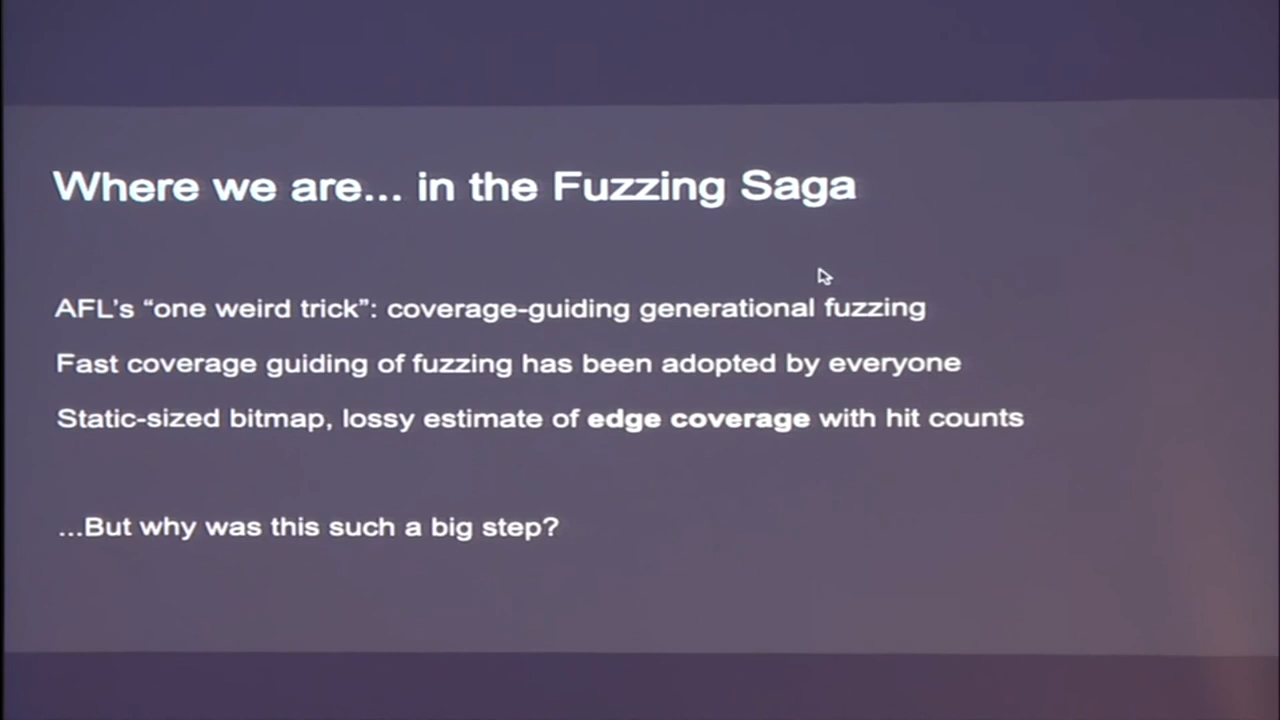 Where we are... in the Fuzzing Saga
AFL's “one weird trick”: coverage-guiding generational fuzzing
Fast coverage guiding of fuzzing has been adopted by everyone
Static-sized bitmap, lossy estimate of edge coverage with hit counts
...But why was this such a big step?